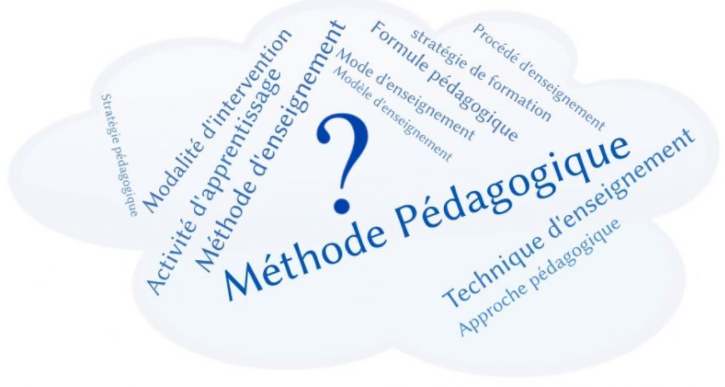 Stratégie pédagogique
Modalité d'intervention
Activité d'apprentissage
Méthode d'enseignement
?
Mode d'enseignement
Modèle d'enseignement
Formule pédagogique
stratégie de formation
Procédé d'enseignement
Méthode Pédagogique
Technique d'enseignement
Approche pédagogique